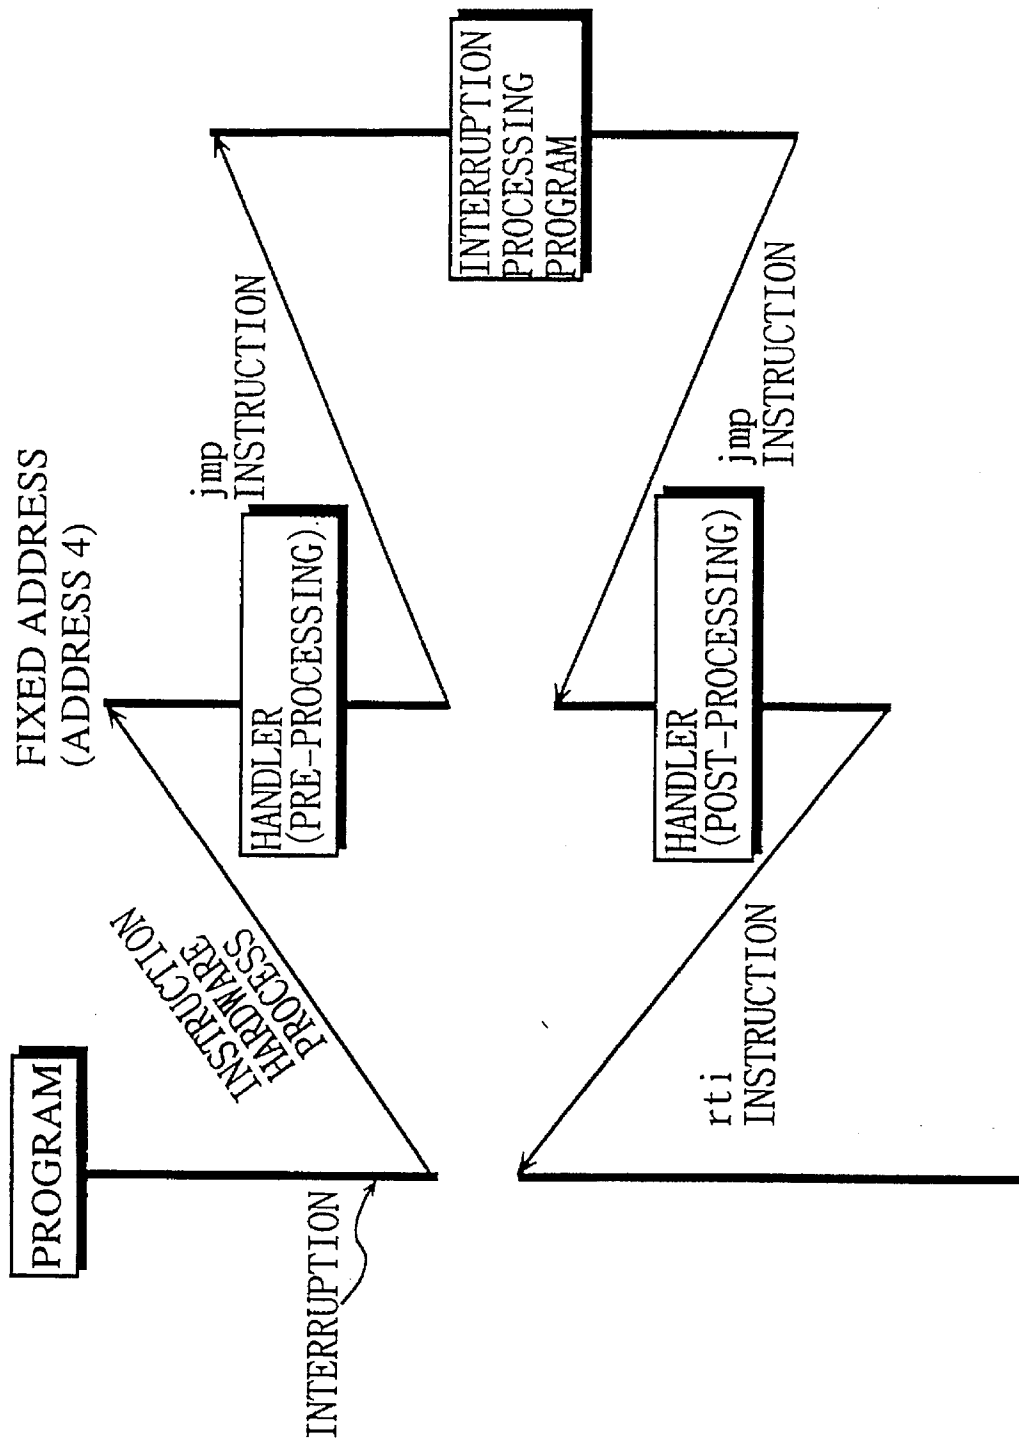 PROGRAM
INTERRUPTION
INSTRUCTION
HARDWARE
PROCESS
FIXED ADDRESS
(ADDRESS 4)
HANDLER
(PRE-PROCESSING)
jmp
INSTRUCTION
INTERRUPTION
PROCESSING
PROGRAM
jmp
INSTRUCTION
HANDLER
(POST-PROCESSING)
rti
INSTRUCTION